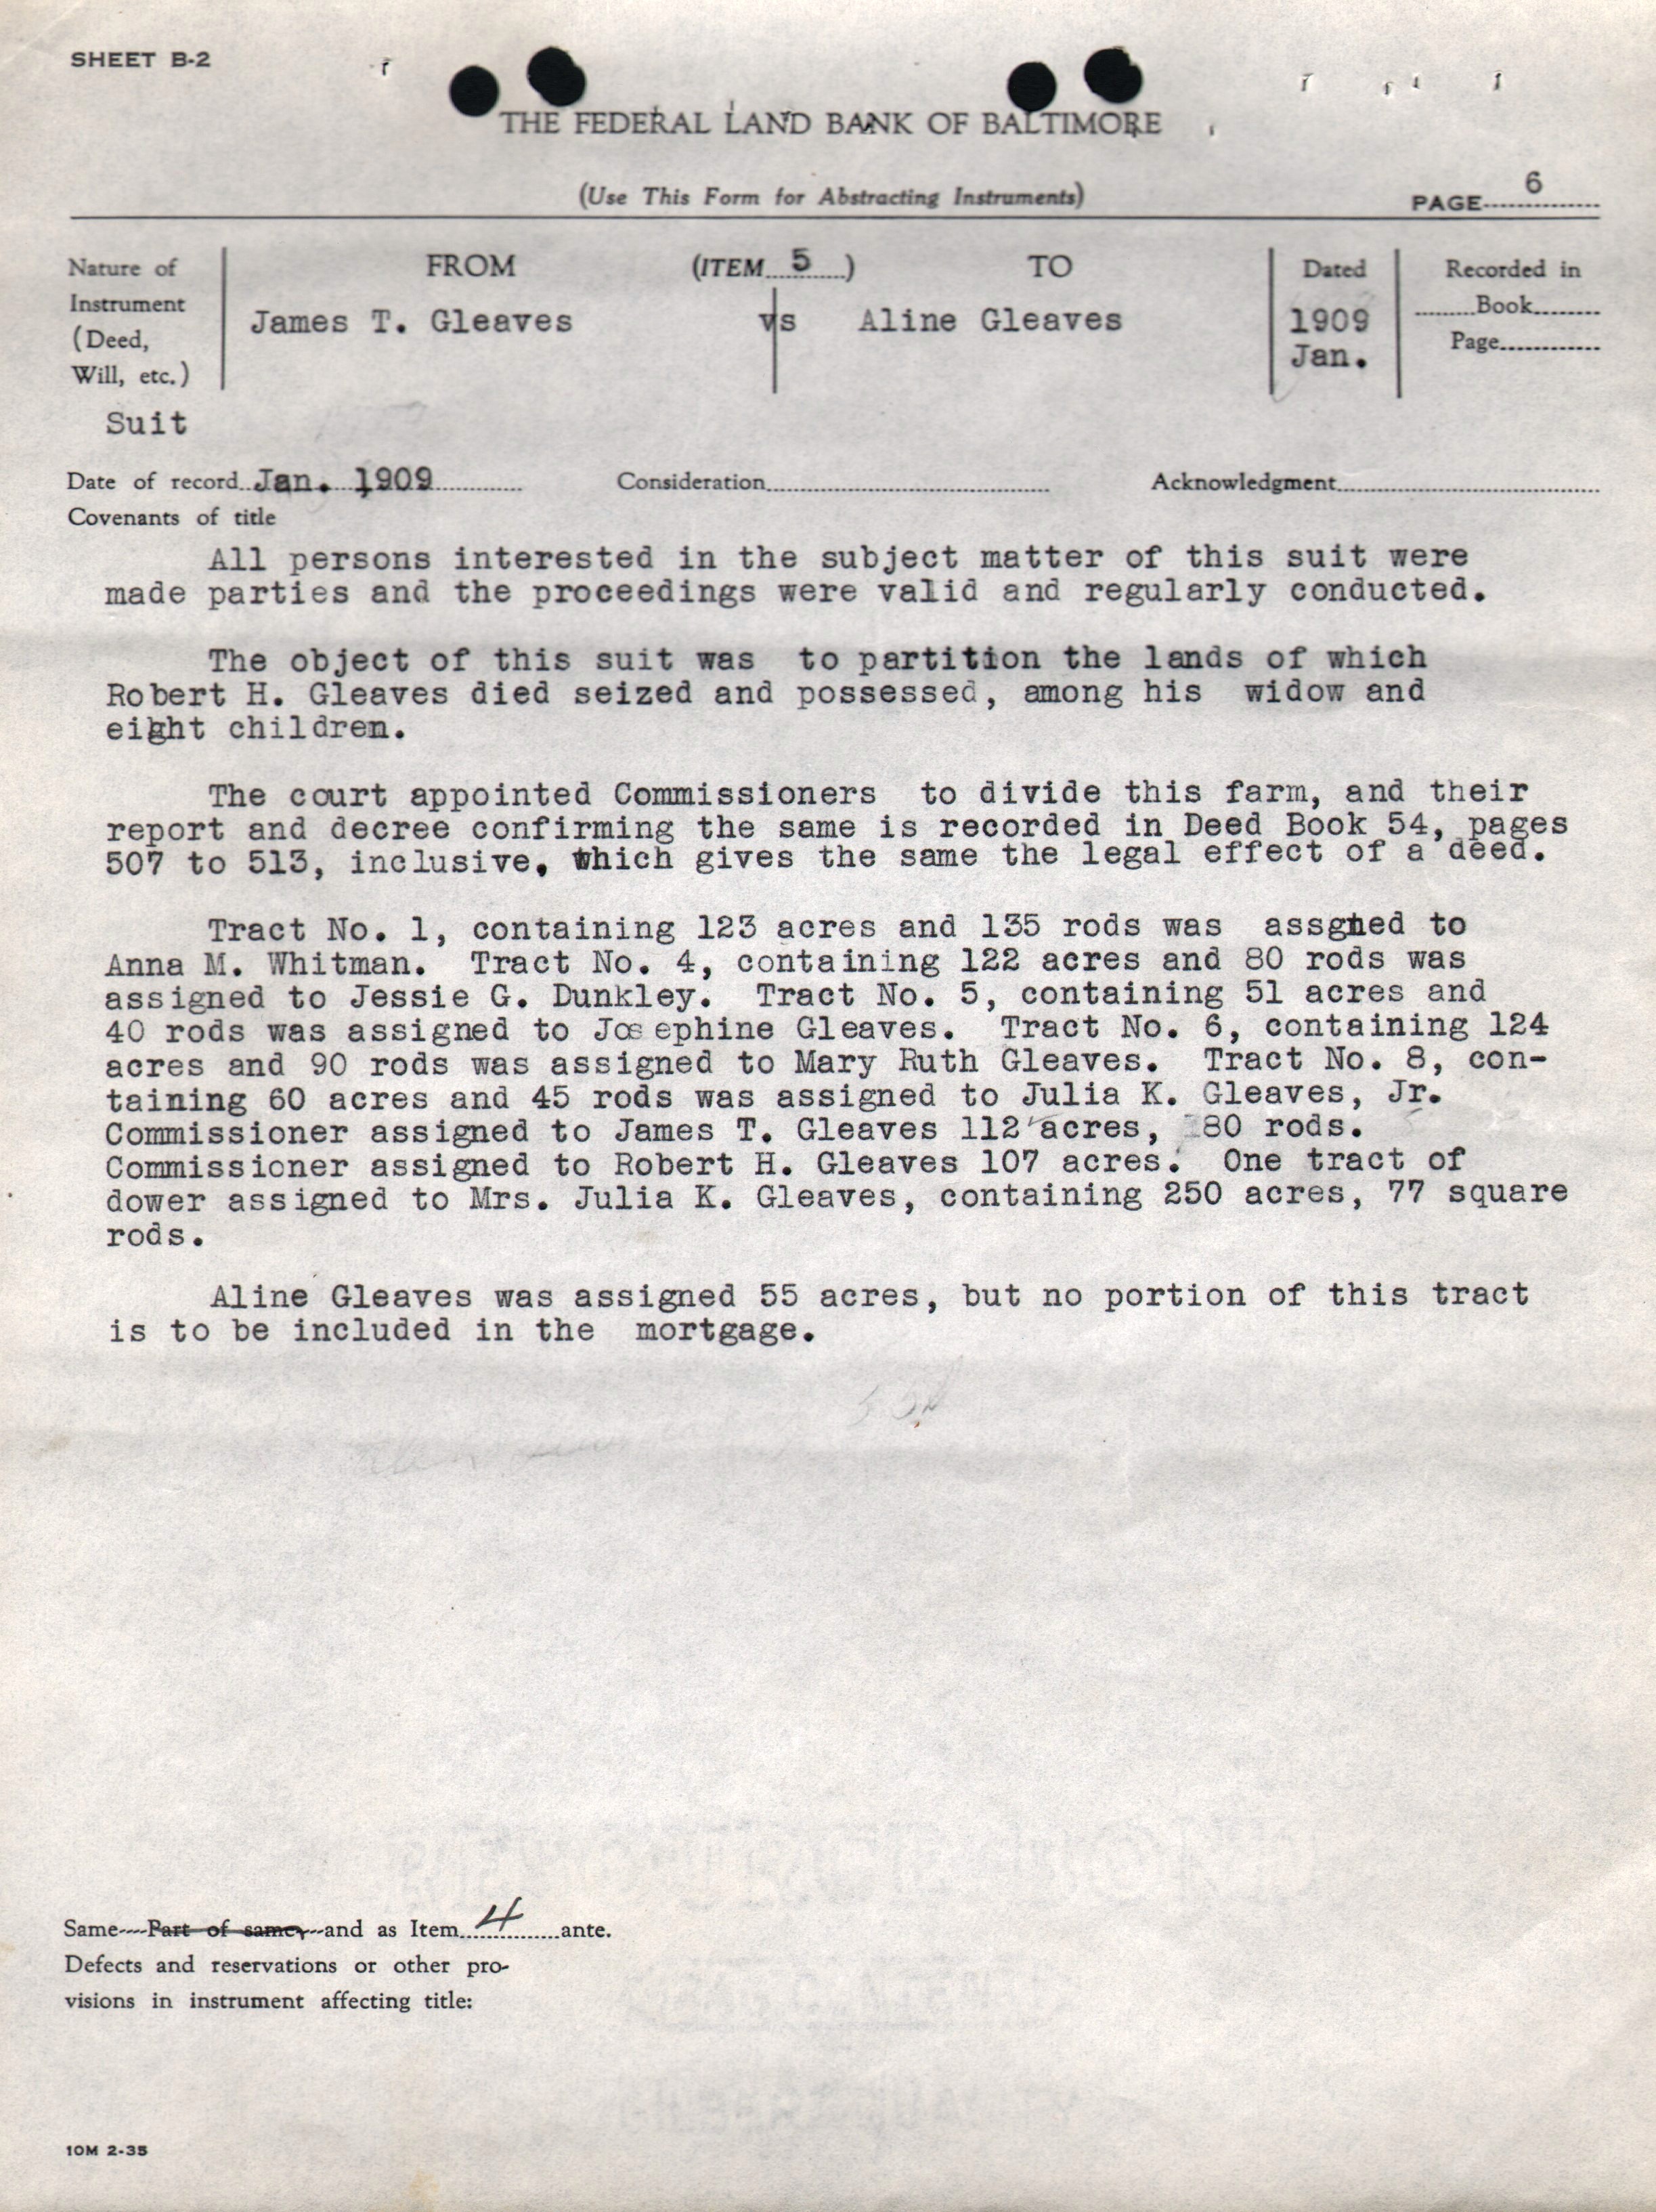 SHEET B-2
THE FEDERAL LAND BANK OF BALTIMORE
(Use This Form for Abstracting Instruments)
PAGE 6
Nature of Instrument (Deed, Will, etc.)
FROM (ITEM 5) TO
Dated
Recorded in
Book
Page
James T. Gleaves vs Aline Gleaves
1909
Jan.
Suit
Date of record Jan. 1909 Consideration Acknowledgment
Covenants of title
All persons interested in the subject matter of this suit were
made parties and the proceedings were valid and regularly conducted.
The object of this suit was to partition the lands of which
Robert H. Gleaves died seized and possessed, among his widow and
eight children.
The court appointed Commissioners to divide this farm, and their
report and decree confirming the same is recorded in Deed Book 54, pages
507 to 513, inclusive, which gives the same the legal effect of a deed.
Tract No. 1, containing 123 acres and 135 rods was assgned to
Anna M. Whitman. Tract No. 4, containing 122 acres and 80 rods was
assigned to Jessie G. Dunkley. Tract No. 5, containing 51 acres and
40 rods was assigned to Josephine Gleaves. Tract No. 6, containing 124
acres and 90 rods was assigned to Mary Ruth Gleaves. Tract No. 8, con-
taining 60 acres and 45 rods was assigned to Julia K. Gleaves, Jr.
Commissioner assigned to James T. Gleaves 112 acres, 80 rods.
Commissioner assigned to Robert H. Gleaves 107 acres. One tract of
dower assigned to Mrs. Julia K. Gleaves, containing 250 acres, 77 square
rods.
Aline Gleaves was assigned 55 acres, but no portion of this tract
is to be included in the mortgage.
Same----Part of same,--and as Item 4 ante.
Defects and reservations or other pro-
visions in instrument affecting title:
10M 2-35